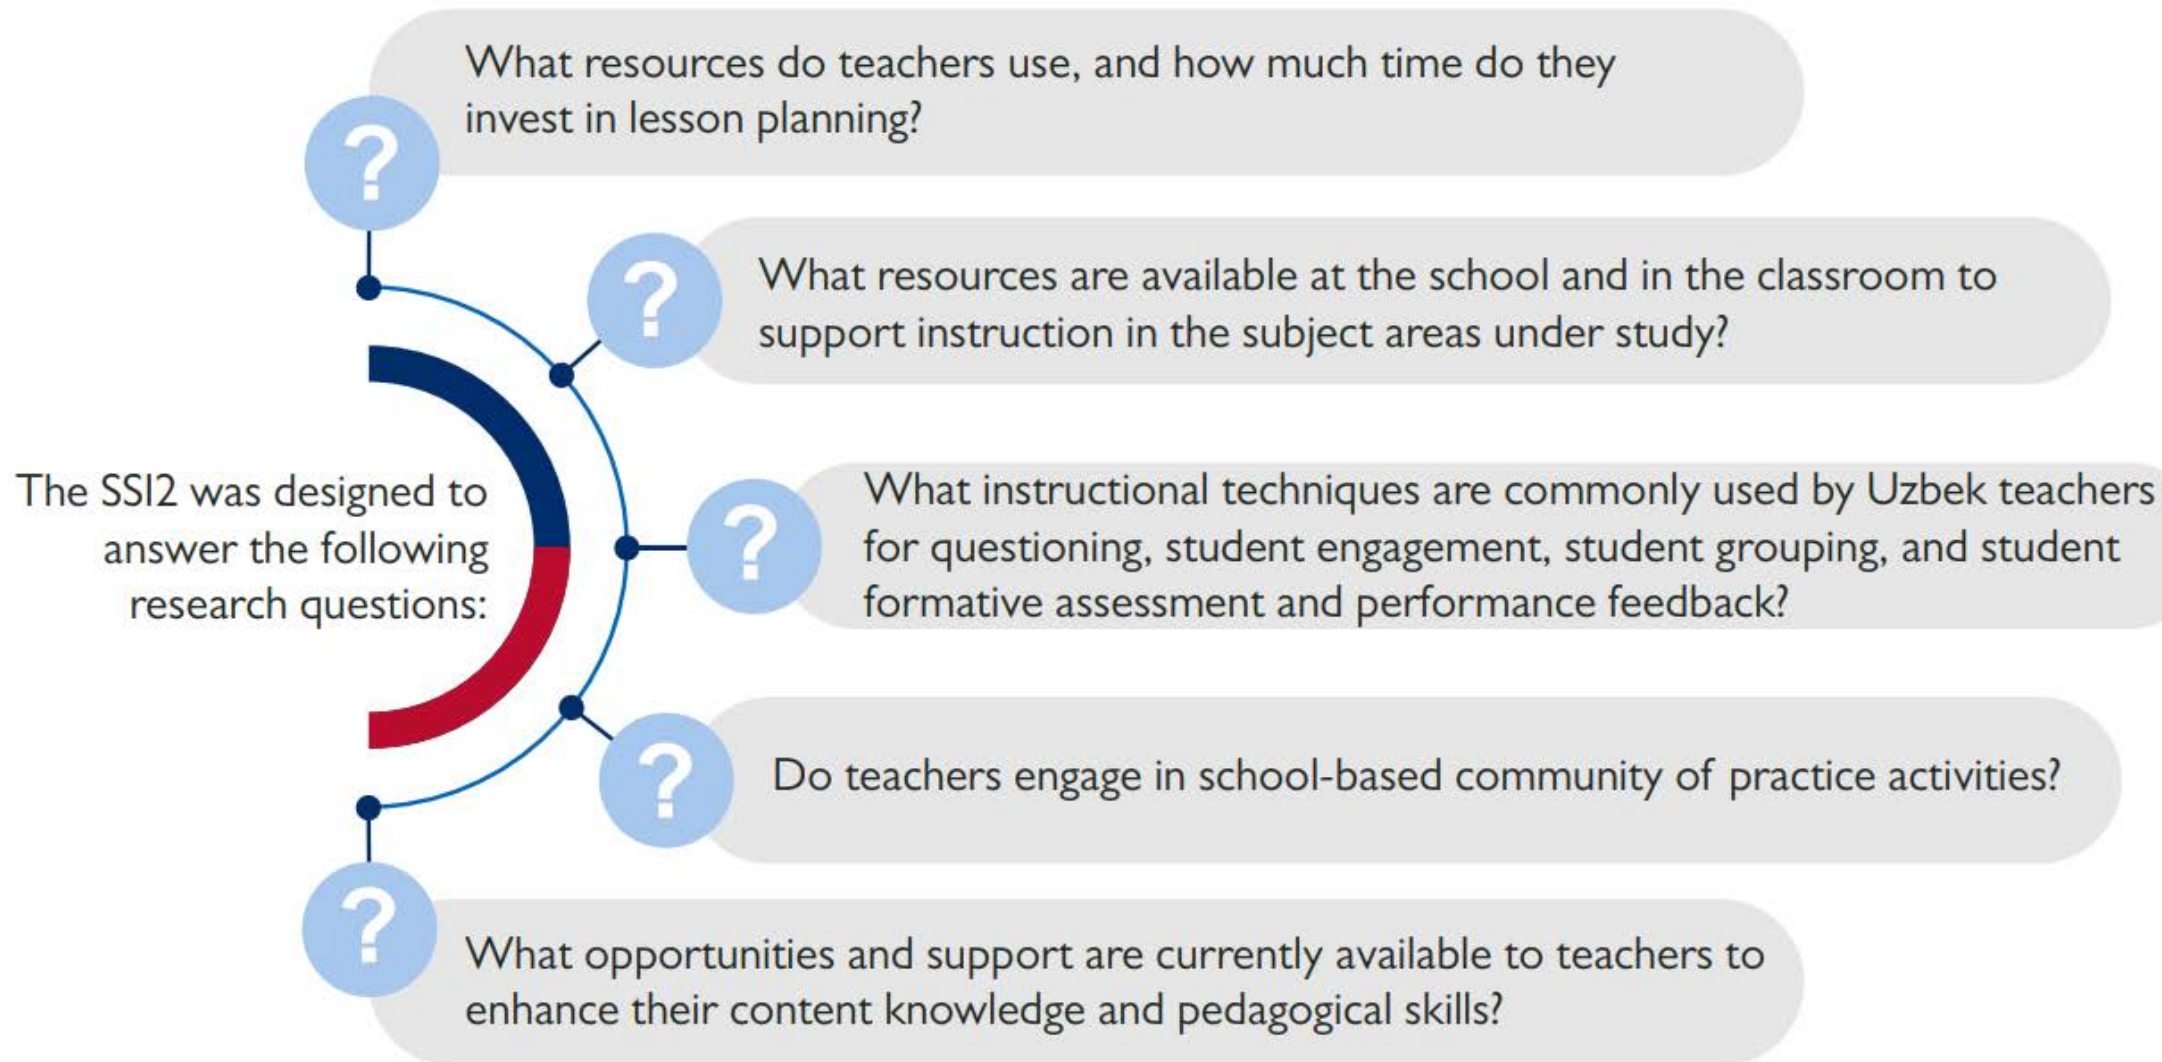 What resources do teachers use, and how much time do they
invest in lesson planning?
?
What resources are available at the school and in the classroom to
support instruction in the subject areas under study?
?
The SSI2 was designed to
answer the following
research questions:
What instructional techniques are commonly used by Uzbek teachers
for questioning, student engagement, student grouping, and student
formative assessment and performance feedback?
?
Do teachers engage in school-based community of practice activities?
?
What opportunities and support are currently available to teachers to
enhance their content knowledge and pedagogical skills?
?